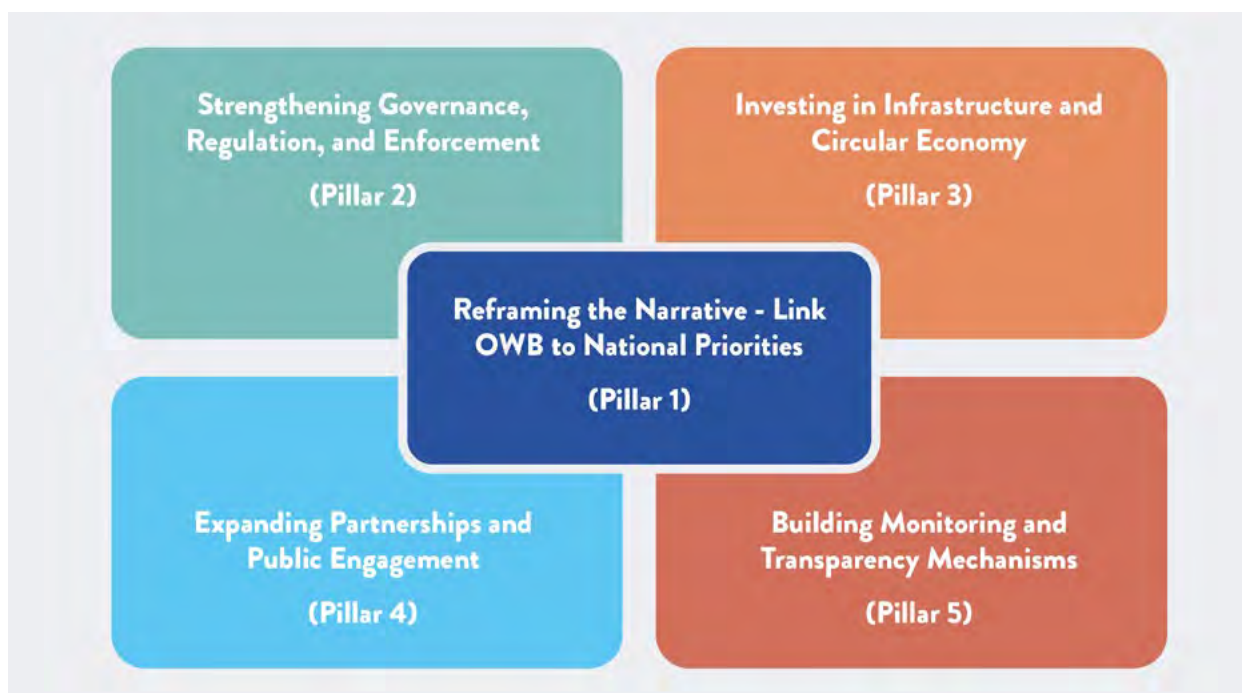 Strengthening Governance,
Regulation, and Enforcement
(Pillar 2)
Investing in Infrastructure and
Circular Economy
(Pillar 3)
Reframing the Narrative - Link
OWB to National Priorities
(Pillar 1)
Expanding Partnerships and
Public Engagement
(Pillar 4)
Building Monitoring and
Transparency Mechanisms
(Pillar 5)